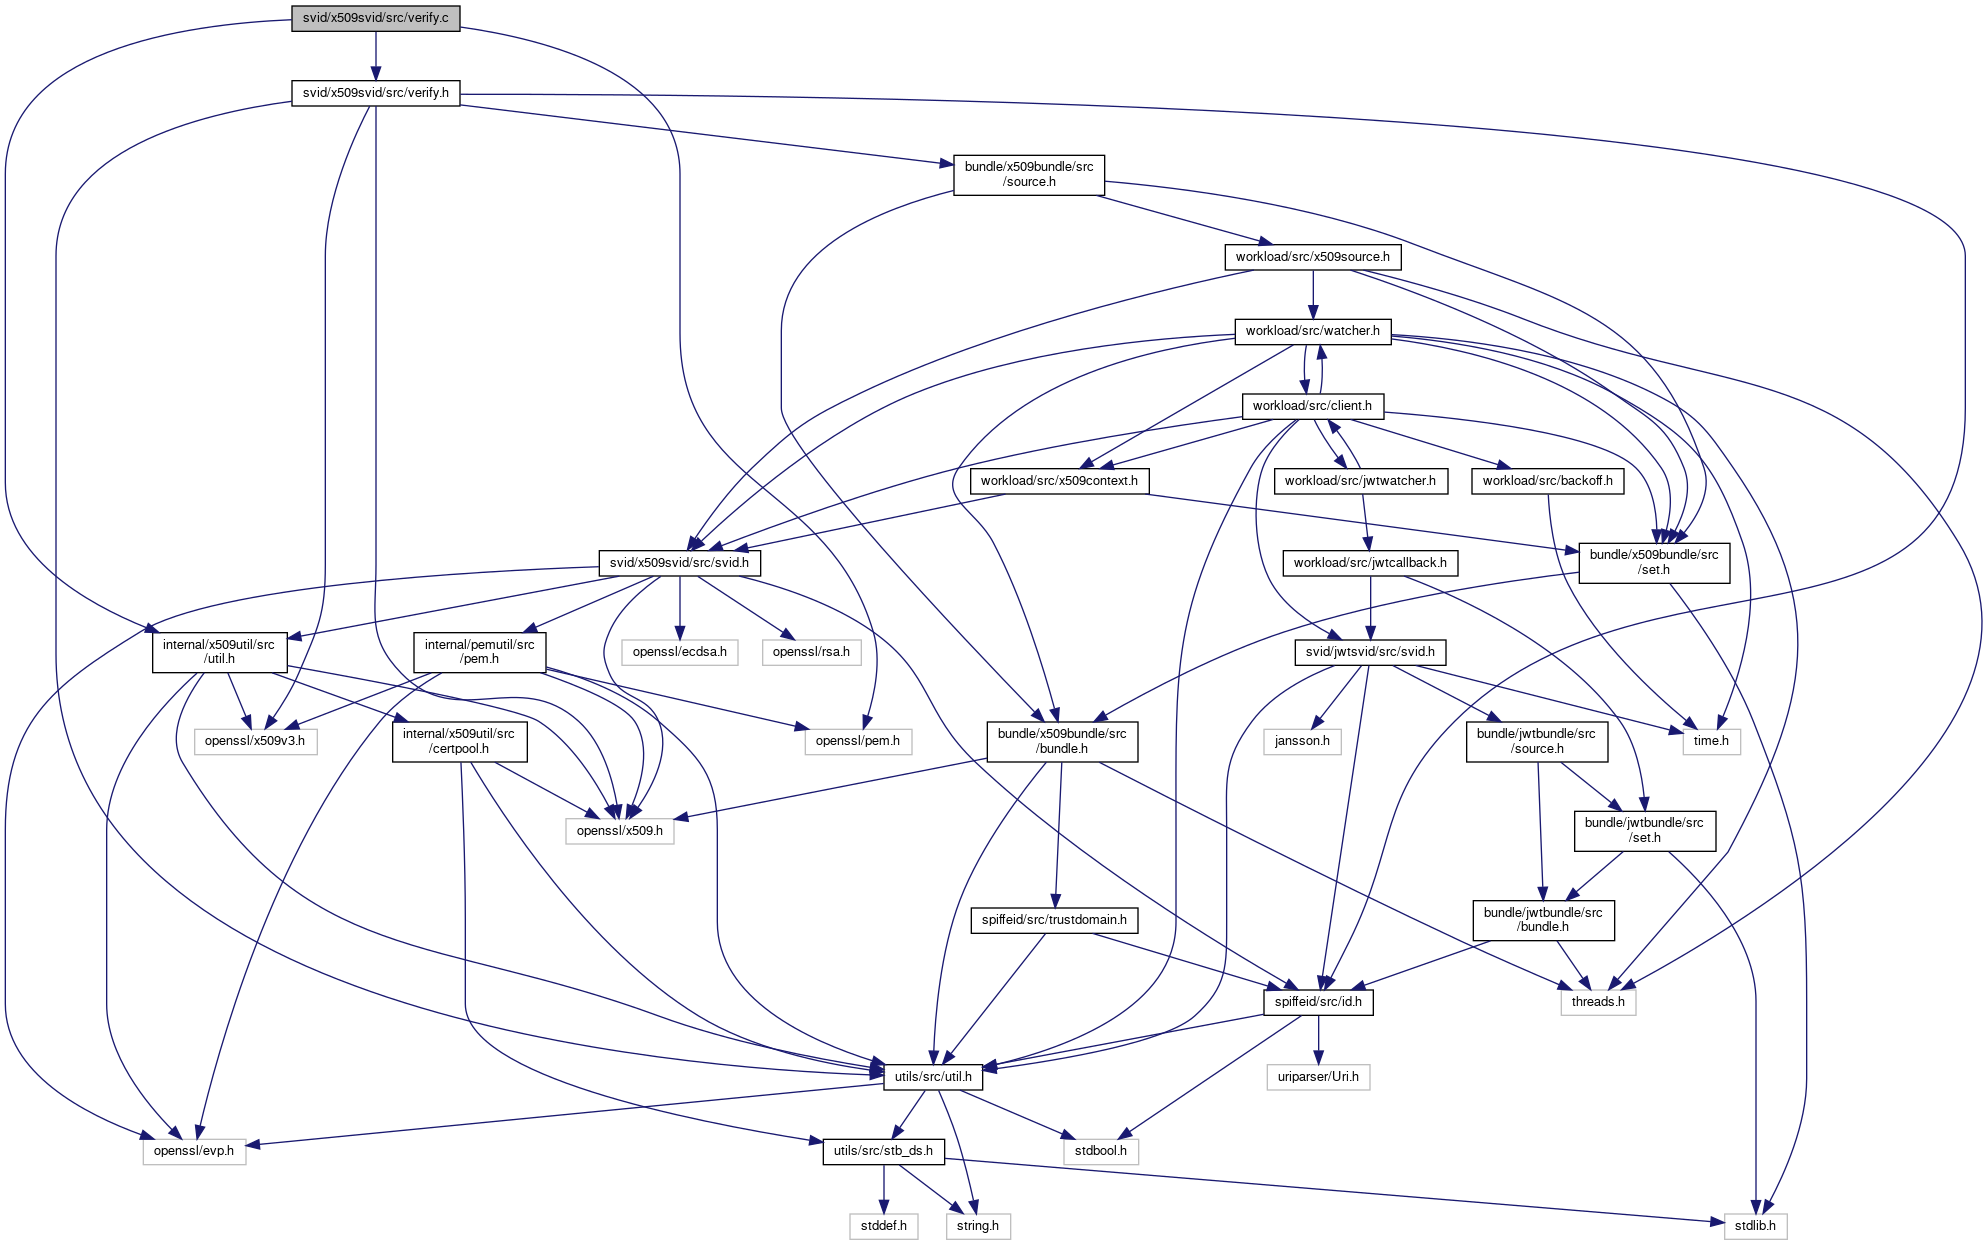 svid/x509svid/src/verify.c
svid/x509svid/src/verify.h
bundle/x509bundle/src
/source.h
workload/src/x509source.h
workload/src/watcher.h
workload/src/client.h
workload/src/x509context.h
workload/src/jwtwatcher.h
workload/src/backoff.h
svid/x509svid/src/svid.h
workload/src/jwtcallback.h
bundle/x509bundle/src
/set.h
internal/x509util/src
/util.h
internal/pemutil/src
/pem.h
openssl/ecdsa.h
openssl/rsa.h
svid/jwtsvid/src/svid.h
openssl/x509v3.h
internal/x509util/src
/certpool.h
openssl/pem.h
bundle/x509bundle/src
/bundle.h
jansson.h
bundle/jwtbundle/src
/source.h
time.h
openssl/x509.h
bundle/jwtbundle/src
/set.h
spiffeid/src/trustdomain.h
bundle/jwtbundle/src
/bundle.h
spiffeid/src/id.h
threads.h
utils/src/util.h
uriparser/Uri.h
openssl/evp.h
utils/src/stb_ds.h
stdbool.h
stddef.h
string.h
stdlib.h